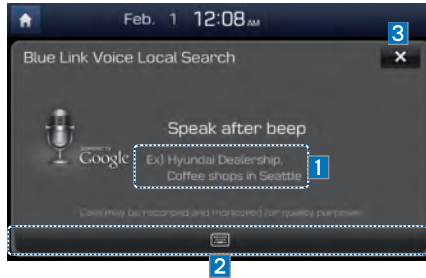 Feb. 1 12:08 AM
3
Blue Link Voice Local Search
Speak after beep
POWERED BY
Google
Ex) Hyundai Dealership,
Coffee shops in Seattle
1
Calls may be recorded and monitored for quality purposes.
2